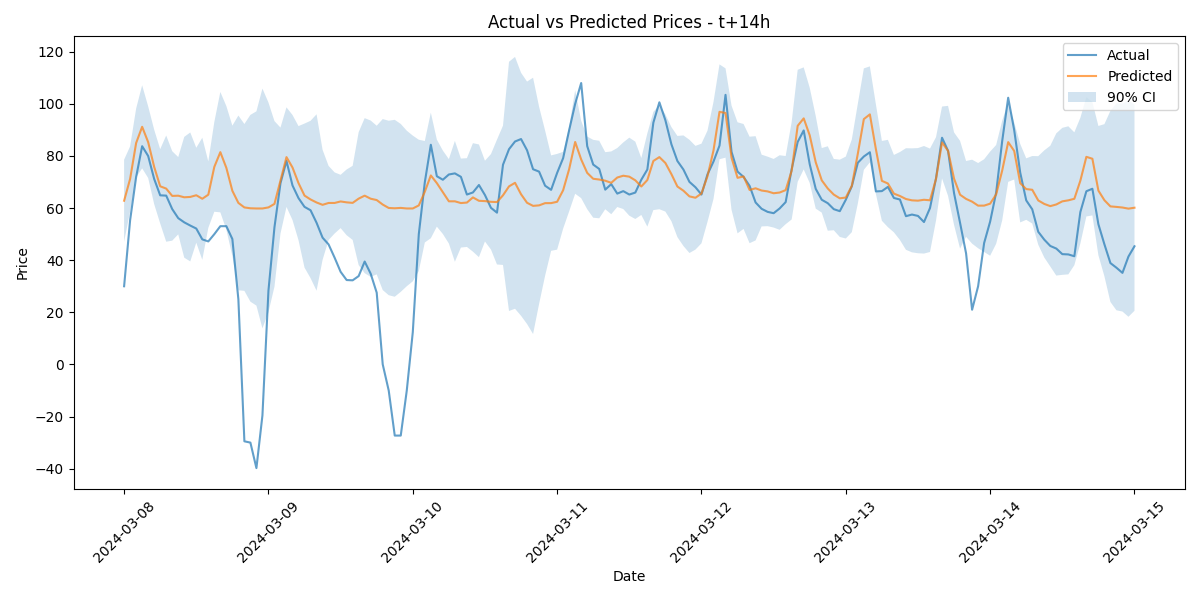 Actual vs Predicted Prices - t+14h
Actual
Predicted
90% CI
Price
120
100
80
60
40
20
0
−20
−40
2024-03-08
2024-03-09
2024-03-10
2024-03-11
2024-03-12
2024-03-13
2024-03-14
2024-03-15
Date